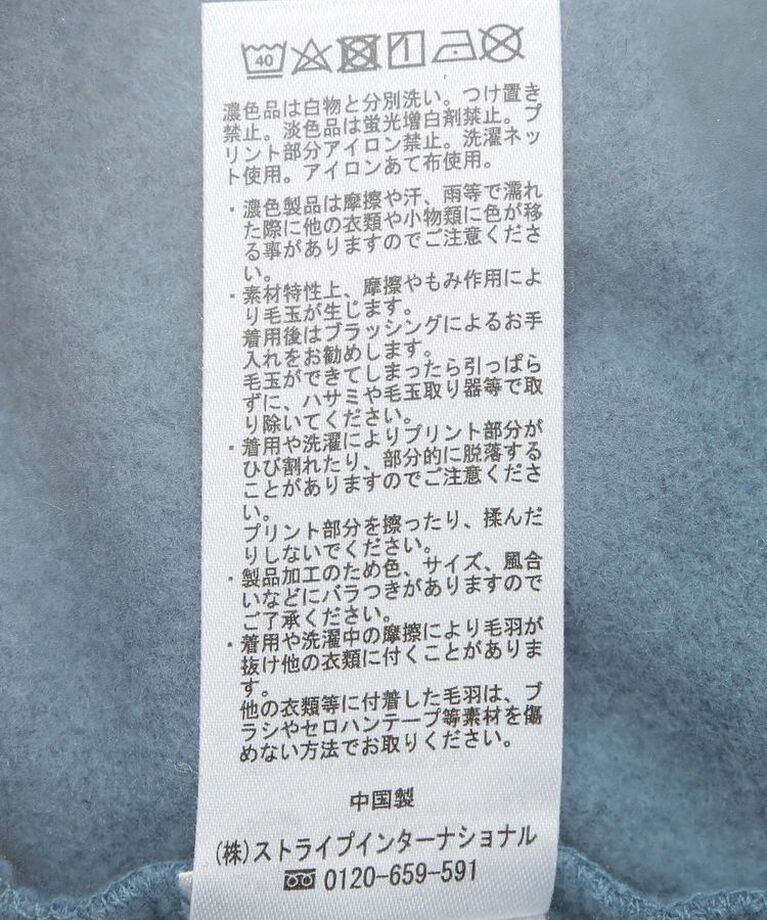 40
濃色品は白物と分別洗い。つけ置き
禁止。淡色品は蛍光増白剤禁止。プ
リント部分アイロン禁止。洗濯ネッ
ト使用。アイロンあて布使用。
・濃色製品は摩擦や汗、雨等で濡れ
た際に他の衣類や小物類に色が移
る事がありますのでご注意くださ
い。
・素材特性上、摩擦やもみ作用によ
り毛玉が生じます。
着用後はブラッシングによるお手
入れをお勧めします。
毛玉ができてしまったら引っぱら
ずに、ハサミや毛玉取り器等で取
り除いてください。
・着用や洗濯によりプリント部分が
ひび割れたり、部分的に脱落する
ことがありますのでご注意くださ
い。
プリント部分を擦ったり、揉んだ
りしないでください。
・製品加工のため色、サイズ、風合
いなどにバラつきがありますので
ご了承ください。
・着用や洗濯中の摩擦により毛羽が
抜け他の衣類に付くことがありま
す。
他の衣類等に付着した毛羽は、ブ
ラシやセロハンテープ等素材を傷
めない方法でお取りください。
中国製
(株)ストライプインターナショナル
0120-659-591